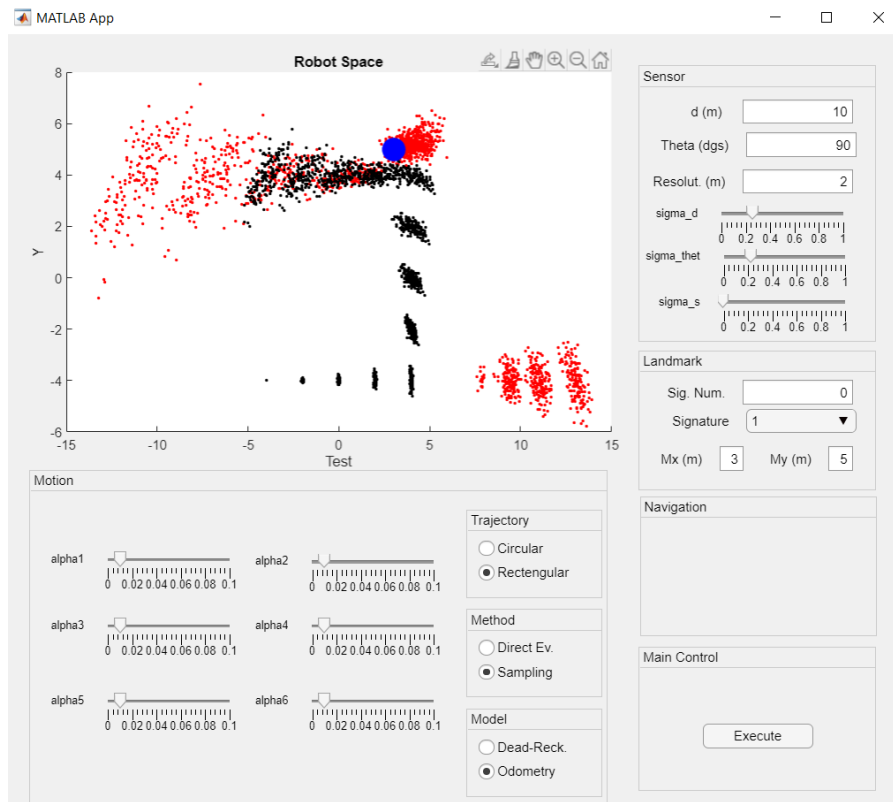 MATLAB App
Robot Space
8
6
4
2
0
-2
-4
-6
Y
-15 -10 -5 0 5 10 15
Test
Sensor
d (m) 10
Theta (dgs) 90
Resolut. (m) 2
sigma_d
0 0.2 0.4 0.6 0.8 1
sigma_thet
0 0.2 0.4 0.6 0.8 1
sigma_s
0 0.2 0.4 0.6 0.8 1
Landmark
Sig. Num. 0
Signature 1
Mx (m) 3 My (m) 5
Motion
alpha1 alpha2
0 0.02 0.04 0.06 0.08 0.1 0 0.02 0.04 0.06 0.08 0.1
alpha3 alpha4
0 0.02 0.04 0.06 0.08 0.1 0 0.02 0.04 0.06 0.08 0.1
alpha5 alpha6
0 0.02 0.04 0.06 0.08 0.1 0 0.02 0.04 0.06 0.08 0.1
Trajectory
Circular
Rectengular
Method
Direct Ev.
Sampling
Model
Dead-Reck.
Odometry
Navigation
Main Control
Execute